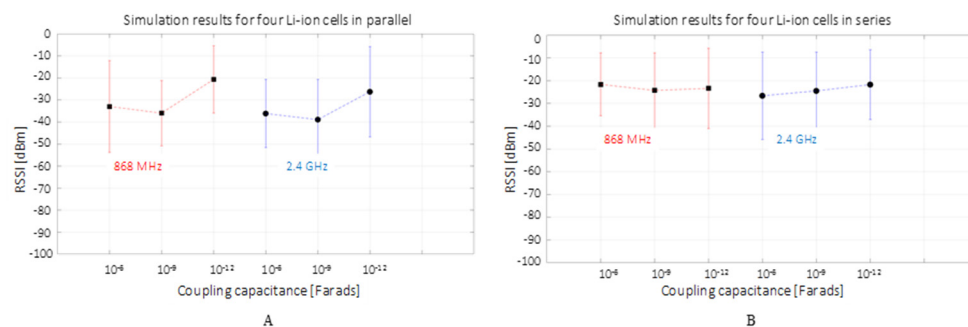 Simulation results for four Li-ion cells in parallel
0
-10
-20
-30
-40
-50
-60
-70
-80
-90
-100
RSSI [dBm]
868 MHz
2.4 GHz
10⁻⁶ 10⁻⁹ 10⁻¹² 10⁻⁶ 10⁻⁹ 10⁻¹²
Coupling capacitance [Farads]
A
Simulation results for four Li-ion cells in series
0
-10
-20
-30
-40
-50
-60
-70
-80
-90
-100
RSSI [dBm]
868 MHz
2.4 GHz
10⁻⁶ 10⁻⁹ 10⁻¹² 10⁻⁶ 10⁻⁹ 10⁻¹²
Coupling capacitance [Farads]
B